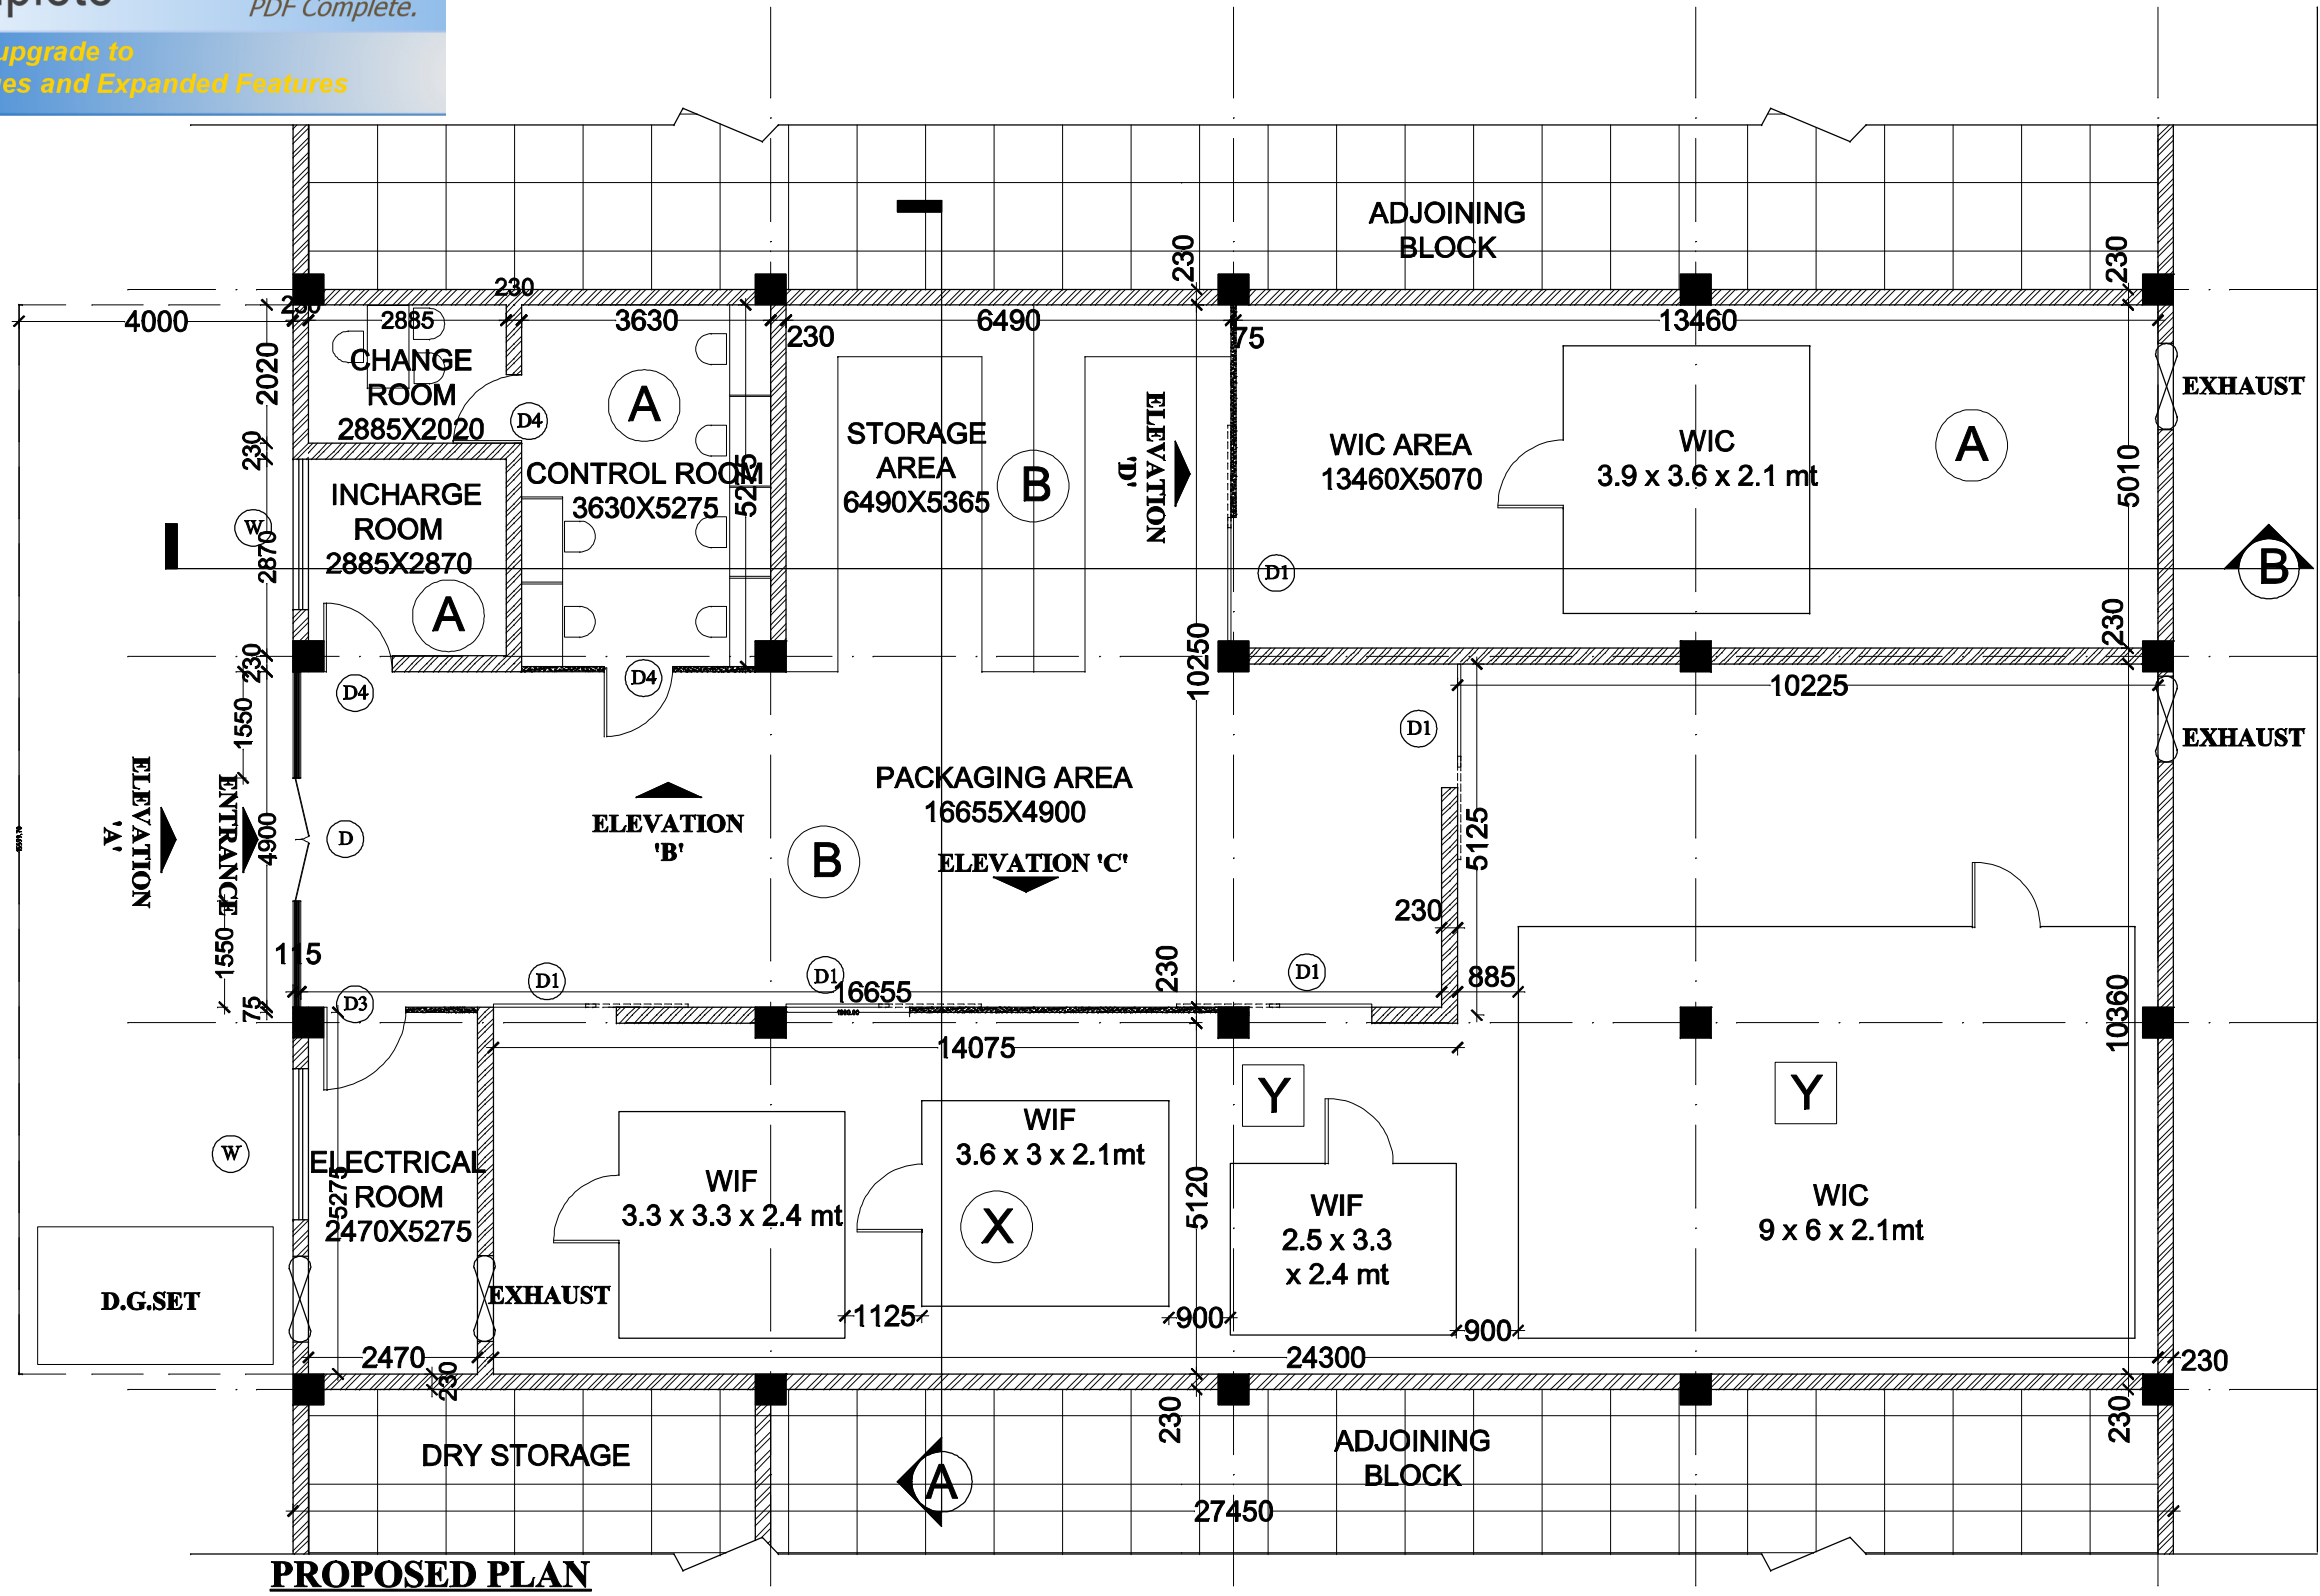 PDF Complete.
upgrade to
and Expanded Features
ADJOINING
BLOCK
230
230
230
4000
2885
3630
230
6490
75
13460
2020
CHANGE
ROOM
2885X2020
D4
A
230
INCHARGE
ROOM
2885X2870
A
W
2870
CONTROL ROOM
3630X5275
5275
STORAGE
AREA
6490X5365
B
ELEVATION
'D'
WIC AREA
13460X5070
D1
WIC
3.9 x 3.6 x 2.1 mt
A
EXHAUST
5010
B
230
230
1550
D4
D4
10250
D1
10225
EXHAUST
ELEVATION
'A'
ENTRANCE
4900
D
ELEVATION
'B'
PACKAGING AREA
16655X4900
B
ELEVATION 'C'
5125
230
1550
115
75
D3
D1
D1
16655
230
D1
885
10360
14075
Y
Y
W
ELECTRICAL
ROOM
2470X5275
5275
WIF
3.3 x 3.3 x 2.4 mt
WIF
3.6 x 3 x 2.1mt
X
5120
WIF
2.5 x 3.3
x 2.4 mt
WIC
9 x 6 x 2.1mt
D.G.SET
EXHAUST
1125
900
900
2470
230
24300
230
230
230
DRY STORAGE
A
ADJOINING
BLOCK
27450
PROPOSED PLAN